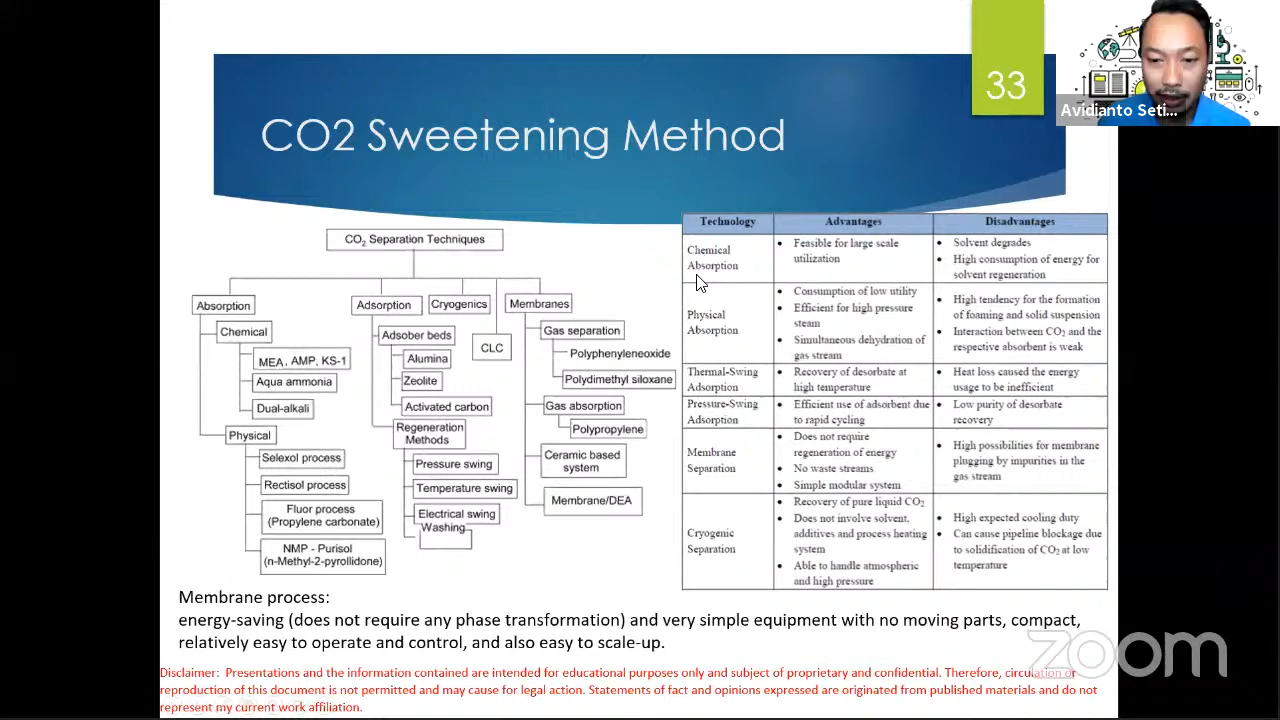 33
Avidianto Seti...
CO2 Sweetening Method
CO2 Separation Techniques
Absorption
Chemical
MEA, AMP, KS-1
Aqua ammonia
Dual-alkali
Physical
Selexol process
Rectisol process
Fluor process
(Propylene carbonate)
NMP - Purisol
(n-Methyl-2-pyrollidone)
Adsorption
Adsober beds
Alumina
Zeolite
Activated carbon
Regeneration
Methods
Pressure swing
Temperature swing
Electrical swing
Washing
Cryogenics
CLC
Membranes
Gas separation
Polyphenyleneoxide
Polydimethyl siloxane
Gas absorption
Polypropylene
Ceramic based
system
Membrane/DEA
Technology
Advantages
Disadvantages
Chemical
Absorption
• Feasible for large scale
utilization
• Solvent degrades
• High consumption of energy for
solvent regeneration
Physical
Absorption
• Consumption of low utility
• Efficient for high pressure
steam
• Simultaneous dehydration of
gas stream
• High tendency for the formation
of foaming and solid suspension
• Interaction between CO2 and the
respective absorbent is weak
Thermal-Swing
Adsorption
• Recovery of desorbate at
high temperature
• Heat loss caused the energy
usage to be inefficient
Pressure-Swing
Adsorption
• Efficient use of adsorbent due
to rapid cycling
• Low purity of desorbate
recovery
Membrane
Separation
• Does not require
regeneration of energy
• No waste streams
• Simple modular system
• High possibilities for membrane
plugging by impurities in the
gas stream
Cryogenic
Separation
• Recovery of pure liquid CO2
• Does not involve solvent,
additives and process heating
system
• Able to handle atmospheric
and high pressure
• High expected cooling duty
• Can cause pipeline blockage due
to solidification of CO2 at low
temperature
Membrane process:
energy-saving (does not require any phase transformation) and very simple equipment with no moving parts, compact,
relatively easy to operate and control, and also easy to scale-up.
zoom
Disclaimer: Presentations and the information contained are intended for educational purposes only and subject of proprietary and confidential. Therefore, circulation or
reproduction of this document is not permitted and may cause for legal action. Statements of fact and opinions expressed are originated from published materials and do not
represent my current work affiliation.